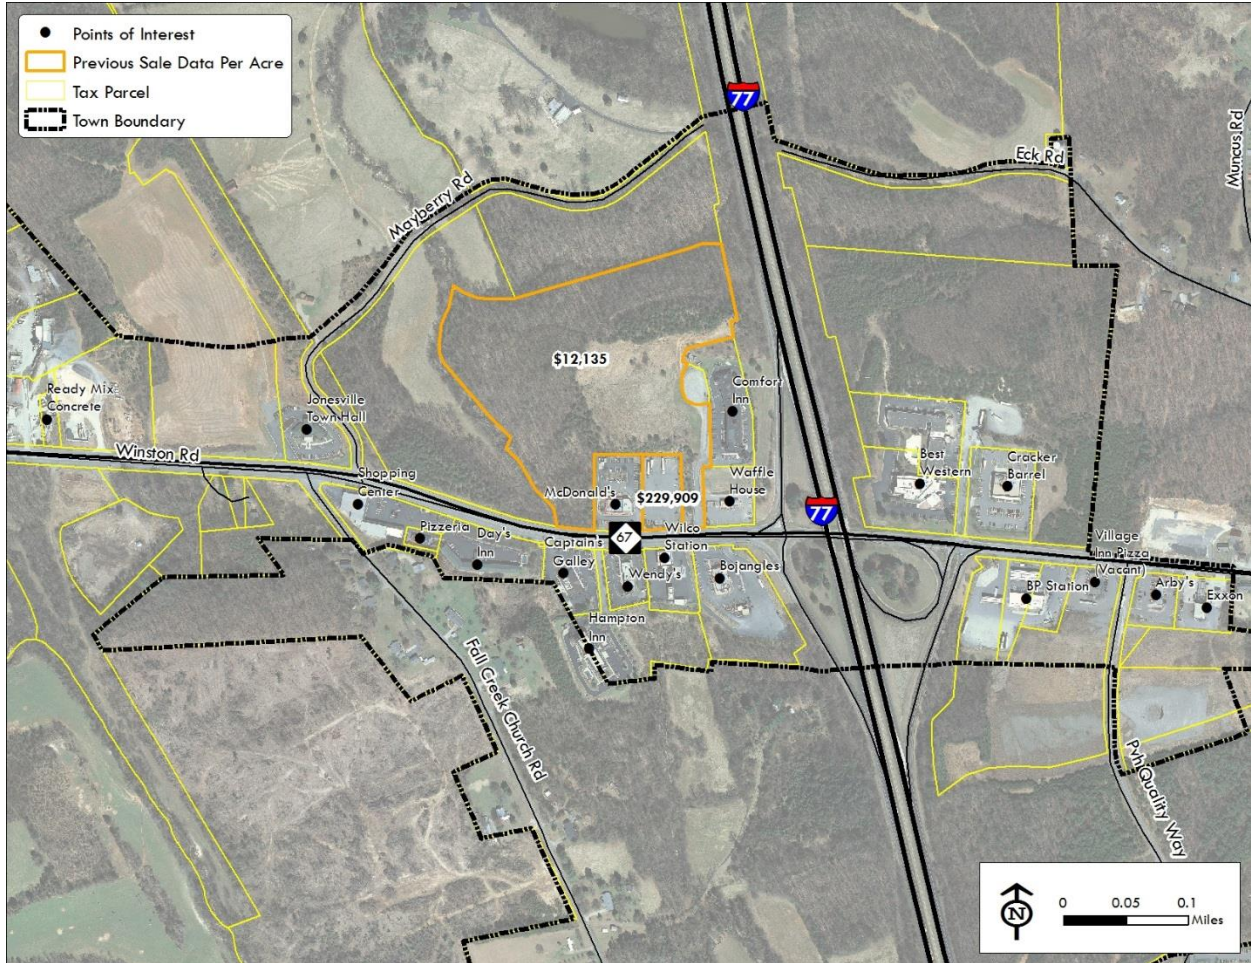 Points of Interest
Previous Sale Data Per Acre
Tax Parcel
Town Boundary
77
Muncus Rd
Eck Rd
Mayberry Rd
$12,135
Comfort
Inn
Ready Mix
Concrete
Jonesville
Town Hall
Winston Rd
Shopping
Center
McDonald's
$229,909
Waffle
House
Best
Western
Cracker
Barrel
77
67
Pizzeria
Day's
Inn
Captain's
Galley
Wilco
Station
Wendy's
Bojangles
Hampton
Inn
Village
Inn Pizza
(Vacant)
BP Station
Arby's
Exxon
Fall Creek Church Rd
Pvh Quality Way
N
0 0.05 0.1
Miles